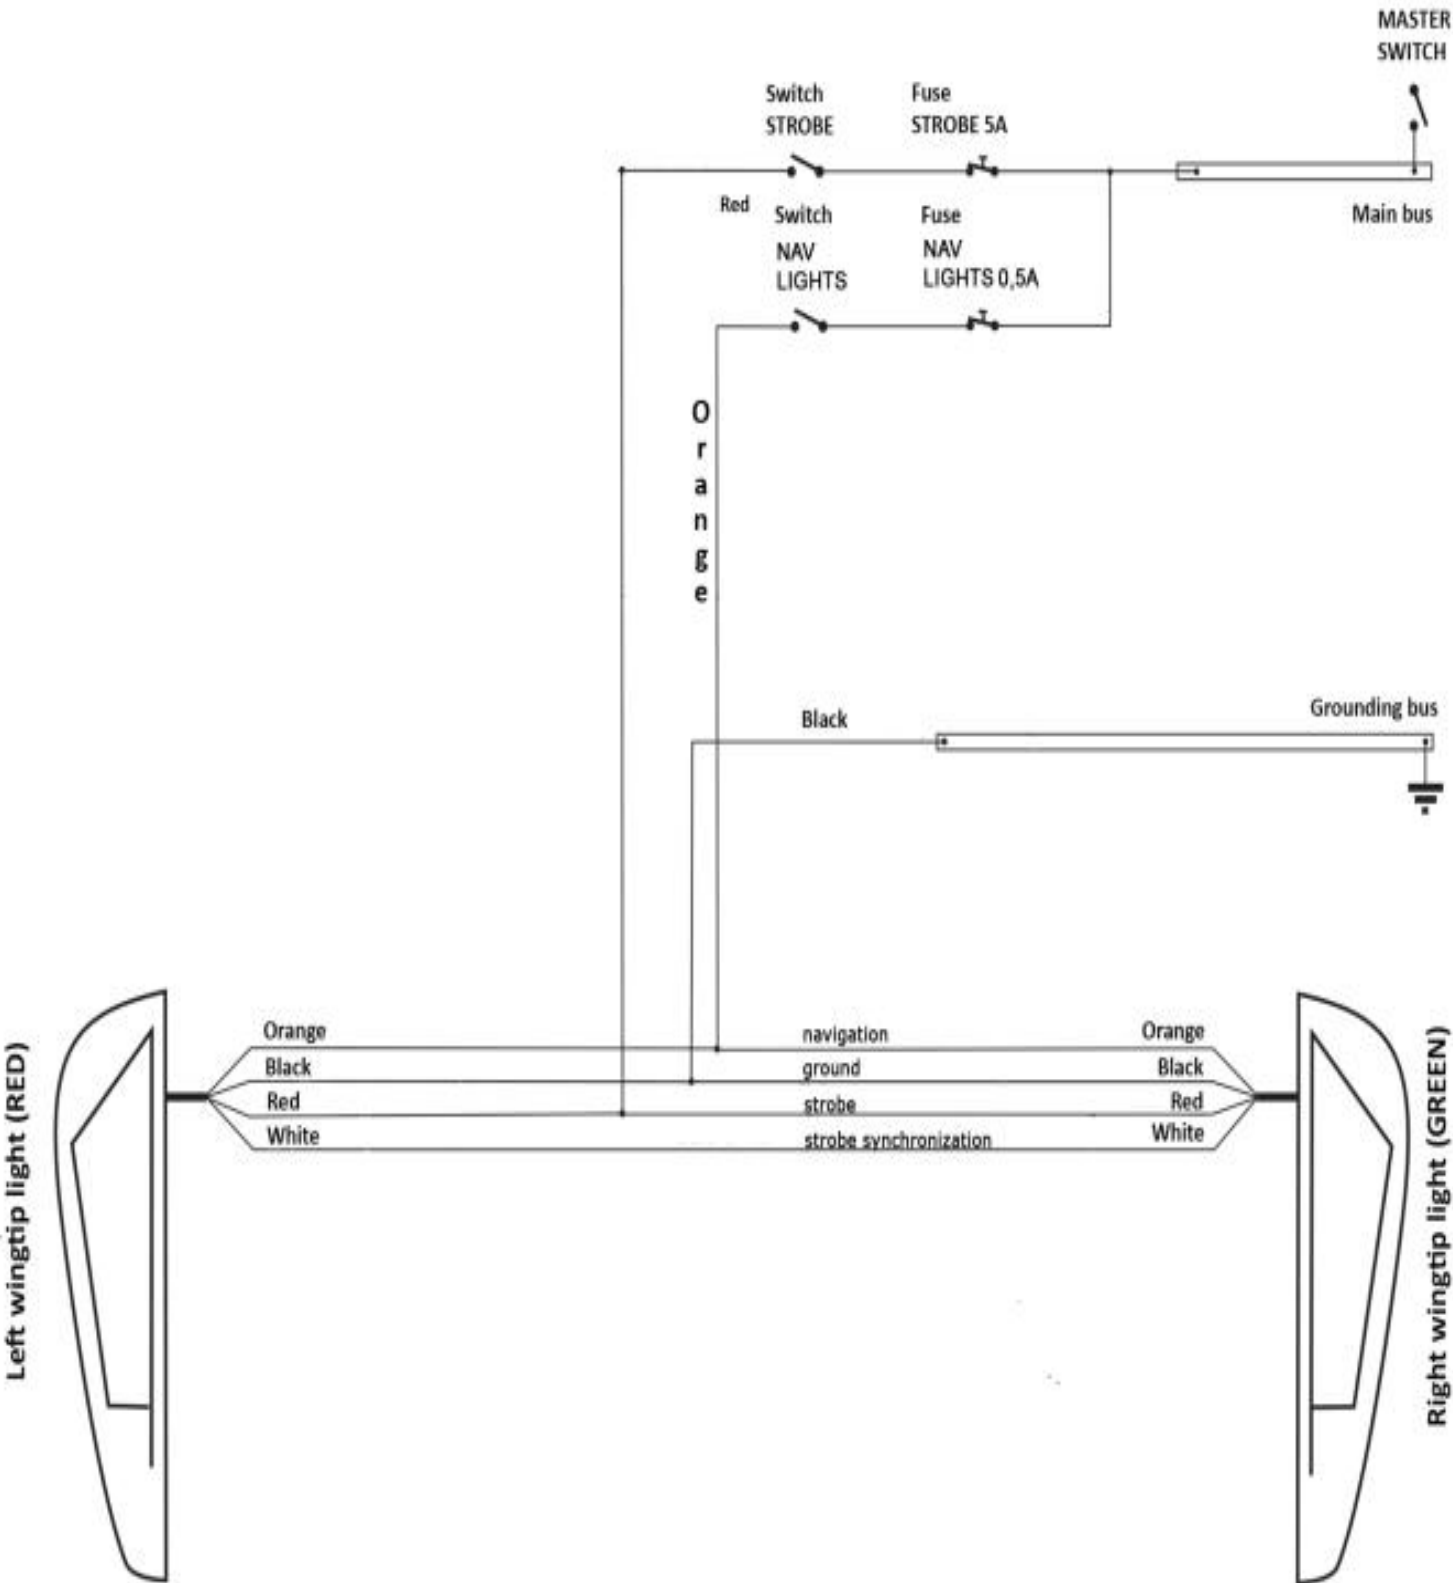 MASTER
SWITCH
Switch
STROBE
Fuse
STROBE 5A
Red
Switch
NAV
LIGHTS
Fuse
NAV
LIGHTS 0,5A
Main bus
Orange
Black
Grounding bus
Orange
navigation
Orange
Black
ground
Black
Red
strobe
Red
White
strobe synchronization
White
Left wingtip light (RED)
Right wingtip light (GREEN)